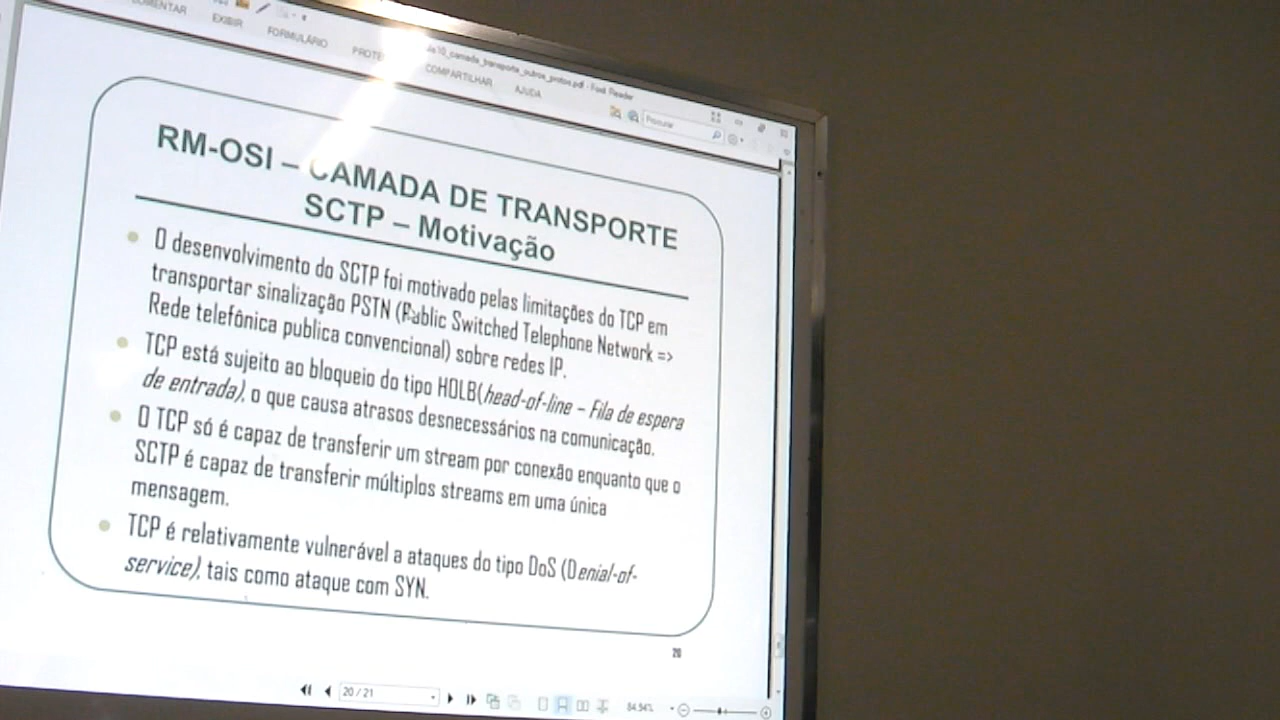 EXIBIR
FORMULÁRIO
COMPARTILHAR
AJUDA
Procurar
RM-OSI – CAMADA DE TRANSPORTE
SCTP – Motivação
O desenvolvimento do SCTP foi motivado pelas limitações do TCP em
transportar sinalização PSTN (Public Switched Telephone Network =>
Rede telefônica publica convencional) sobre redes IP.
TCP está sujeito ao bloqueio do tipo HOLB(head-of-line – Fila de espera
de entrada), o que causa atrasos desnecessários na comunicação.
O TCP só é capaz de transferir um stream por conexão enquanto que o
SCTP é capaz de transferir múltiplos streams em uma única
mensagem.
TCP é relativamente vulnerável a ataques do tipo DoS (Denial-of-
service), tais como ataque com SYN.
20
20 / 21
84.94%